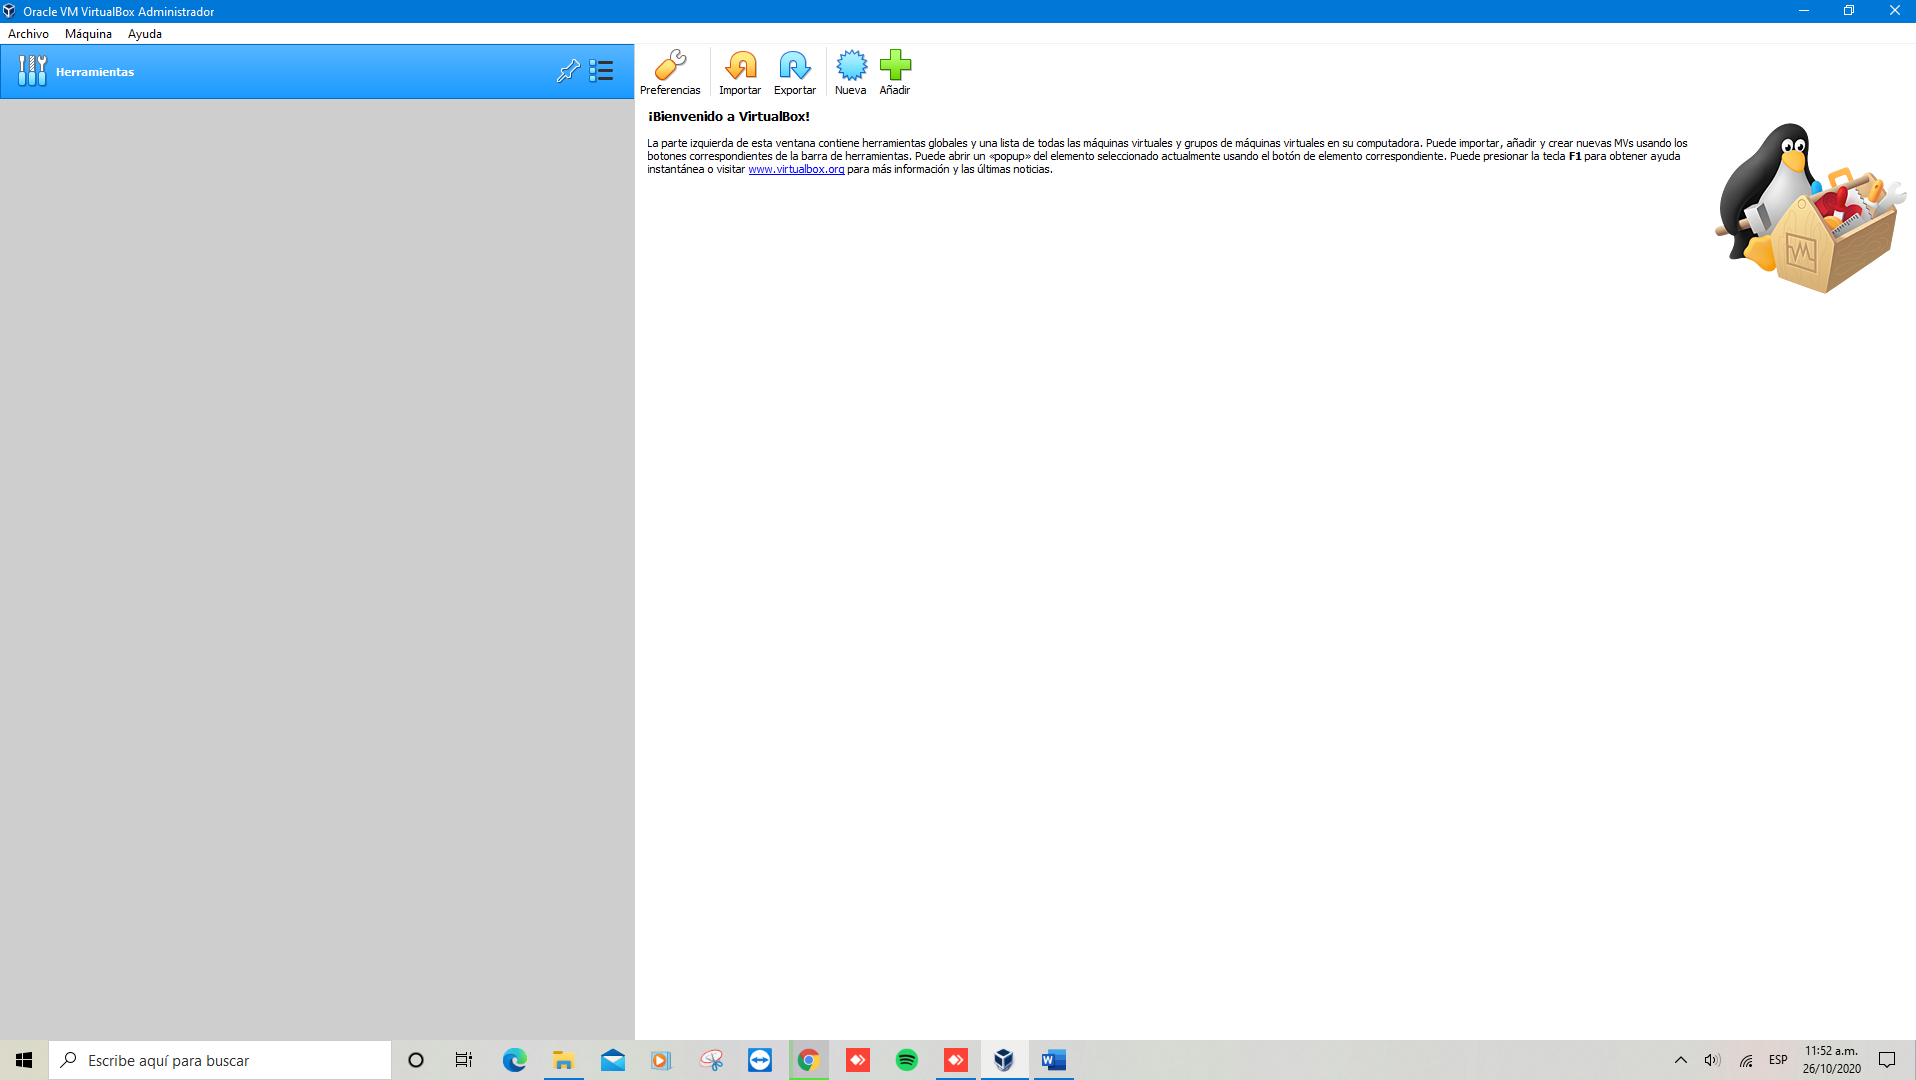 Oracle VM VirtualBox Administrador
Archivo Máquina Ayuda
Herramientas
Preferencias Importar Exportar Nueva Añadir
¡Bienvenido a VirtualBox!
La parte izquierda de esta ventana contiene herramientas globales y una lista de todas las máquinas virtuales y grupos de máquinas virtuales en su computadora. Puede importar, añadir y crear nuevas MVs usando los
botones correspondientes de la barra de herramientas. Puede abrir un «popup» del elemento seleccionado actualmente usando el botón de elemento correspondiente. Puede presionar la tecla F1 para obtener ayuda
instantánea o visitar www.virtualbox.org para más información y las últimas noticias.
Escribe aquí para buscar
ESP
11:52 a.m.
26/10/2020